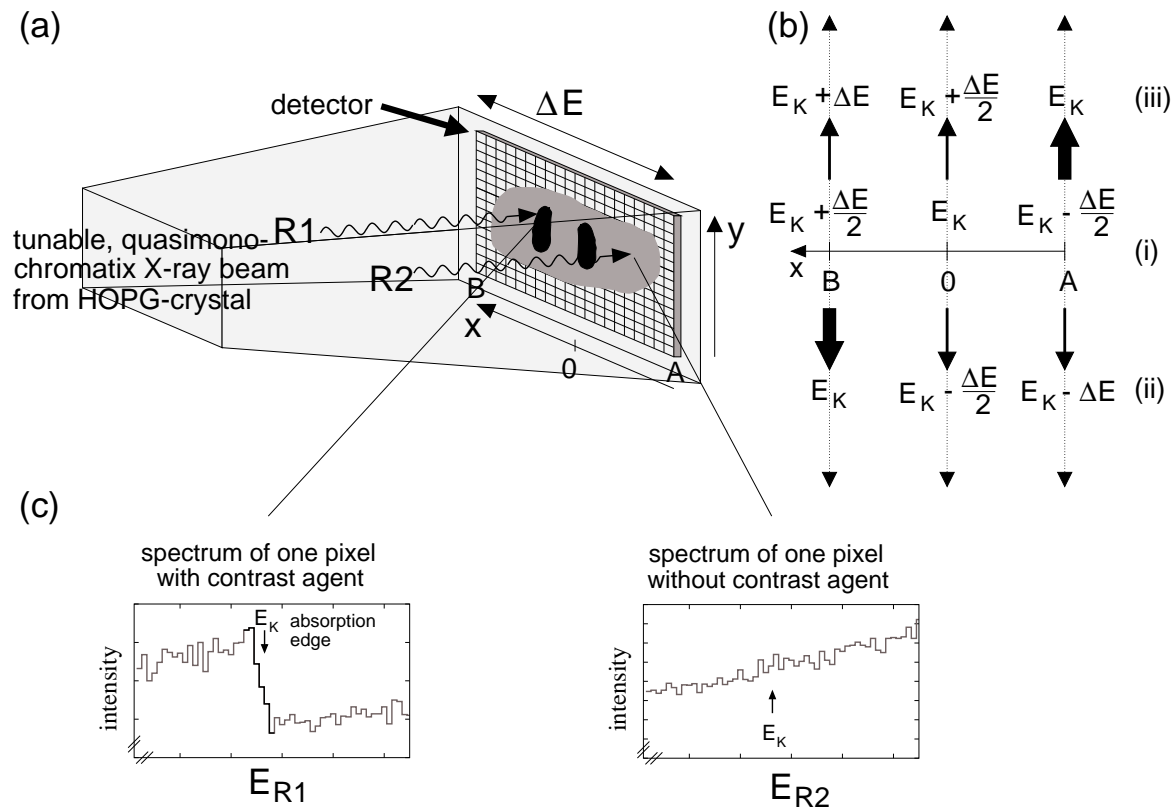 (a)
detector
ΔE
R1
tunable, quasimono-
chromatix X-ray beam
from HOPG-crystal
R2
B
x
0
A
y
(b)
E_K + ΔE
E_K + ΔE/2
E_K
(iii)
E_K + ΔE/2
E_K
E_K - ΔE/2
x
B
0
A
(i)
E_K
E_K - ΔE/2
E_K - ΔE
(ii)
(c)
spectrum of one pixel
with contrast agent
intensity
E_K absorption
edge
E_R1
spectrum of one pixel
without contrast agent
intensity
E_K
E_R2